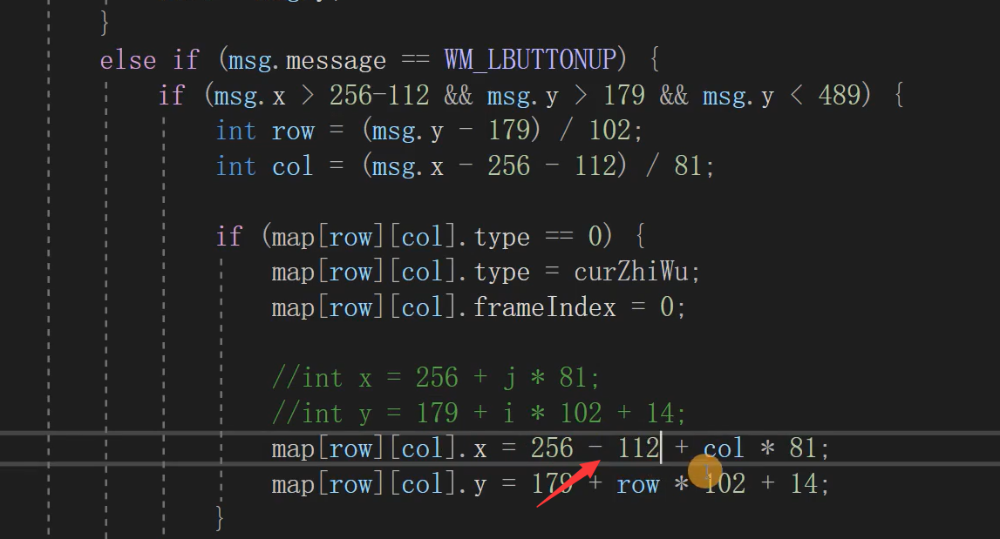 }
else if (msg.message == WM_LBUTTONUP) {
if (msg.x > 256-112 && msg.y > 179 && msg.y < 489) {
int row = (msg.y - 179) / 102;
int col = (msg.x - 256 - 112) / 81;
if (map[row][col].type == 0) {
map[row][col].type = curZhiWu;
map[row][col].frameIndex = 0;
//int x = 256 + j * 81;
//int y = 179 + i * 102 + 14;
map[row][col].x = 256 - 112 + col * 81;
map[row][col].y = 179 + row * 102 + 14;
}